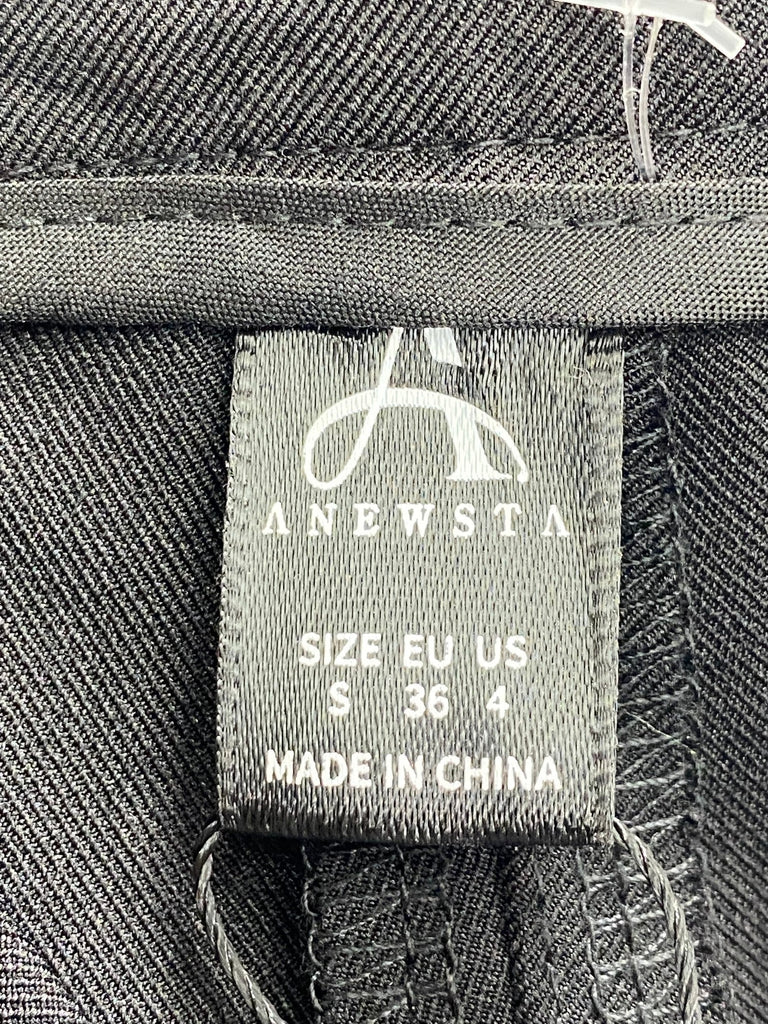 A
ANEWSTA
SIZE EU US
S 36 4
MADE IN CHINA